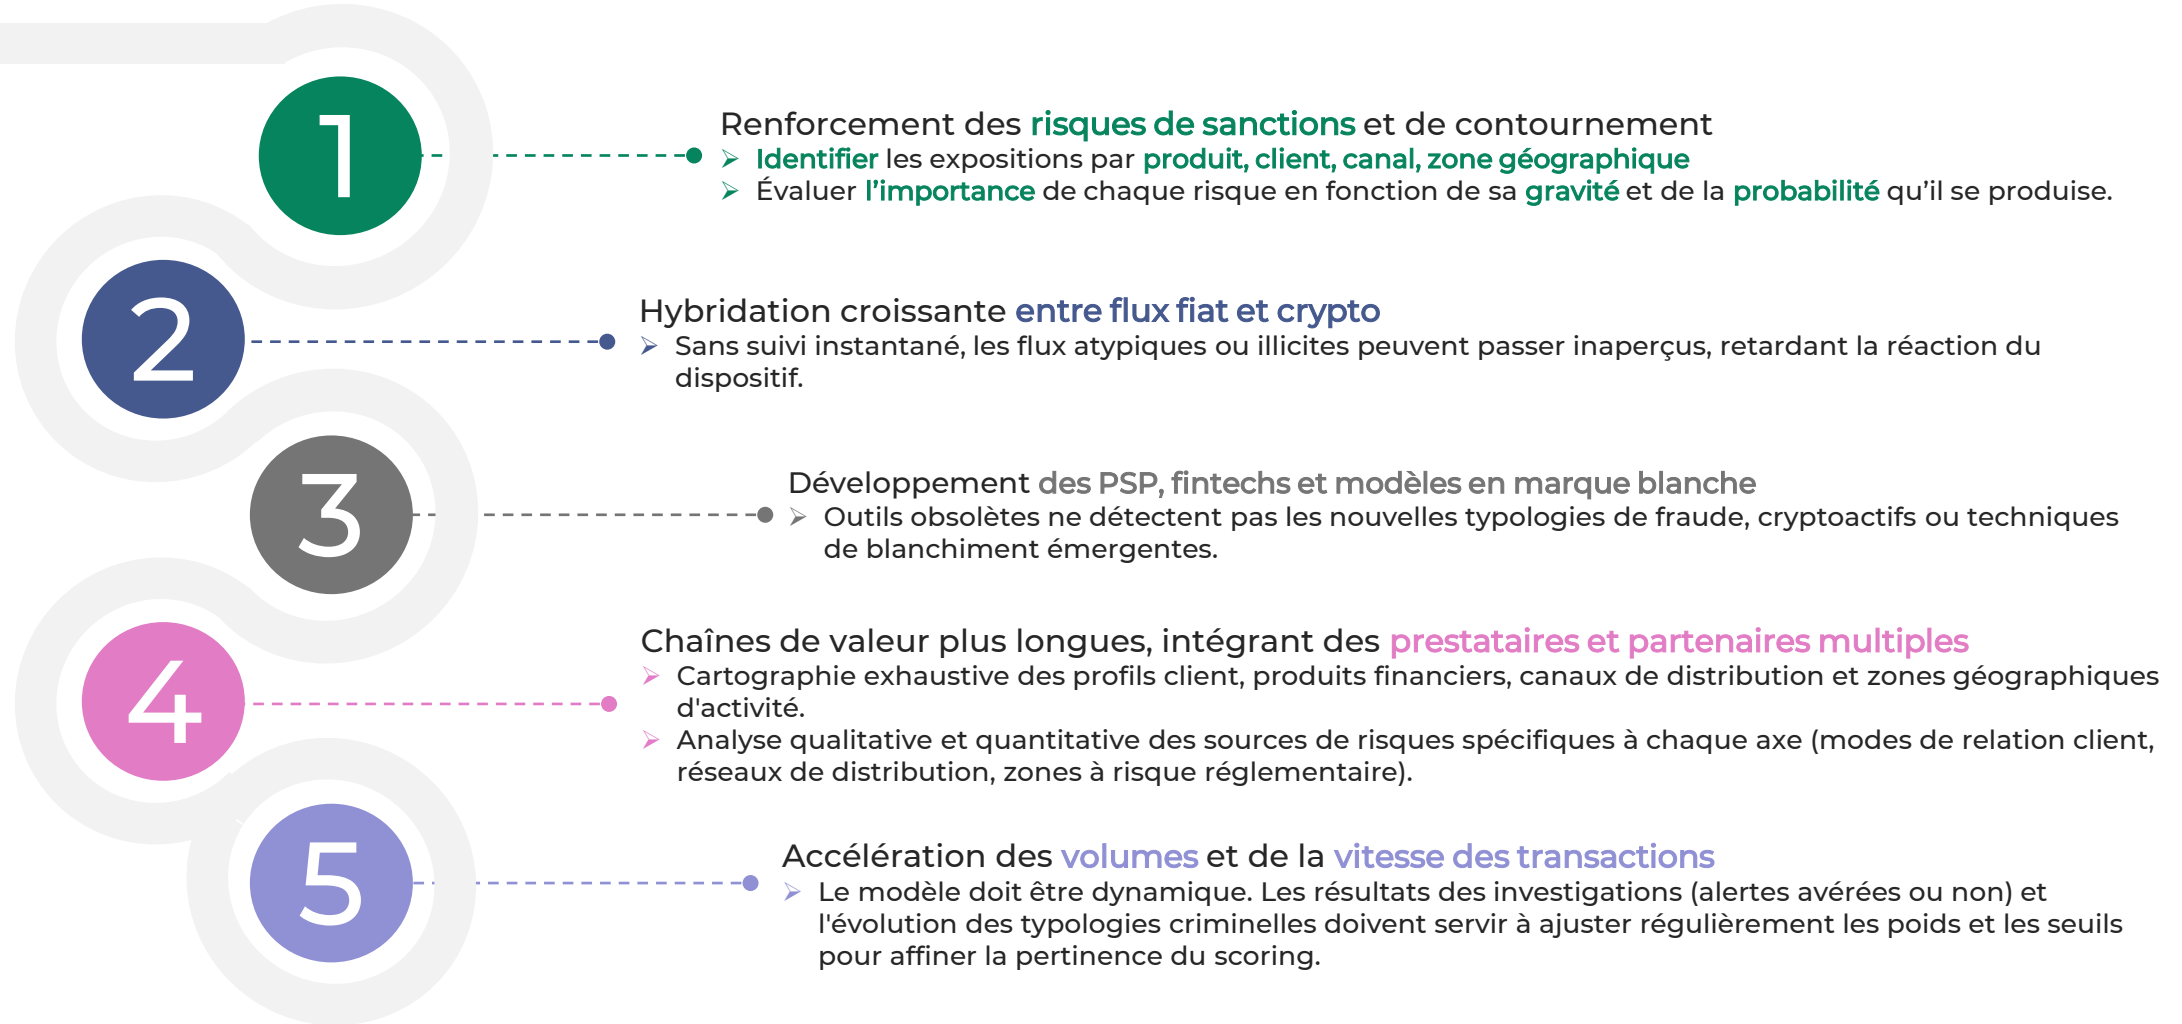 1
Renforcement des risques de sanctions et de contournement
➢ Identifier les expositions par produit, client, canal, zone géographique
➢ Évaluer l’importance de chaque risque en fonction de sa gravité et de la probabilité qu’il se produise.
2
Hybridation croissante entre flux fiat et crypto
➢ Sans suivi instantané, les flux atypiques ou illicites peuvent passer inaperçus, retardant la réaction du
dispositif.
3
Développement des PSP, fintechs et modèles en marque blanche
➢ Outils obsolètes ne détectent pas les nouvelles typologies de fraude, cryptoactifs ou techniques
de blanchiment émergentes.
4
Chaînes de valeur plus longues, intégrant des prestataires et partenaires multiples
➢ Cartographie exhaustive des profils client, produits financiers, canaux de distribution et zones géographiques
d'activité.
➢ Analyse qualitative et quantitative des sources de risques spécifiques à chaque axe (modes de relation client,
réseaux de distribution, zones à risque réglementaire).
5
Accélération des volumes et de la vitesse des transactions
➢ Le modèle doit être dynamique. Les résultats des investigations (alertes avérées ou non) et
l'évolution des typologies criminelles doivent servir à ajuster régulièrement les poids et les seuils
pour affiner la pertinence du scoring.